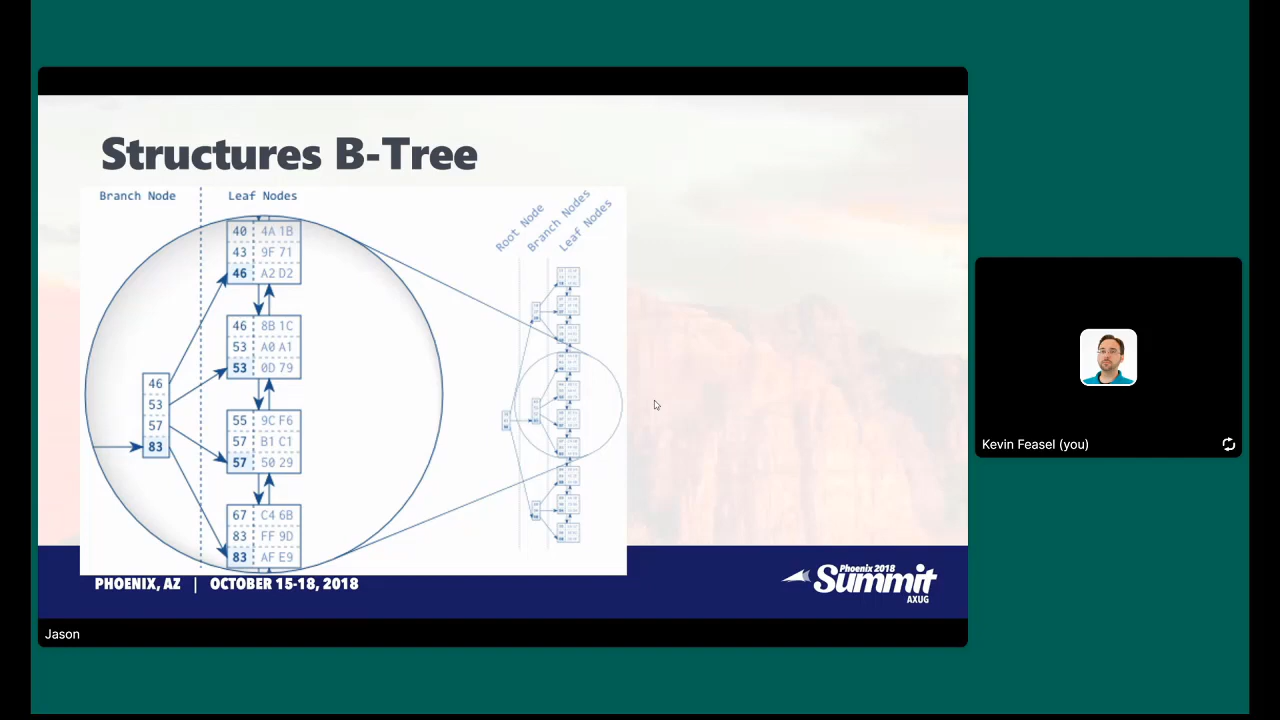 Structures B-Tree
Branch Node
Leaf Nodes
40 4A 1B
43 9F 71
46 A2 D2
46 8B 1C
53 A0 A1
53 0D 79
46
53
57
83
55 9C F6
57 B1 C1
57 50 29
67 C4 6B
83 FF 9D
83 AF E9
Root Node
Branch Nodes
Leaf Nodes
PHOENIX, AZ | OCTOBER 15-18, 2018
Phoenix 2018
Summit
AXUG
Jason
Kevin Feasel (you)